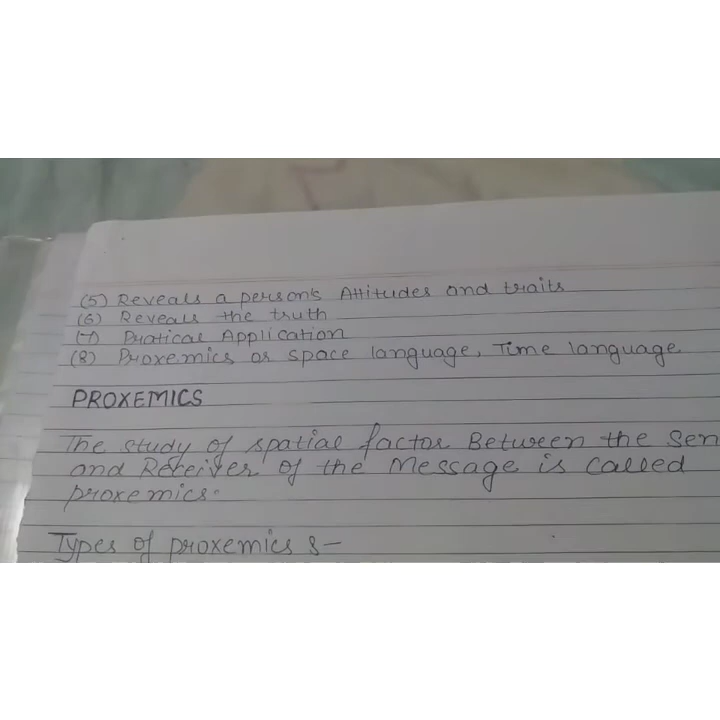 (5) Reveals a person's Attitudes and traits
(6) Reveals the truth
(7) Pratical Application
(8) Proxemics or space language, Time language
PROXEMICS
The study of spatial factor Between the Sen
and Receiver of the Message is called
proxemics.
Types of proxemics :-